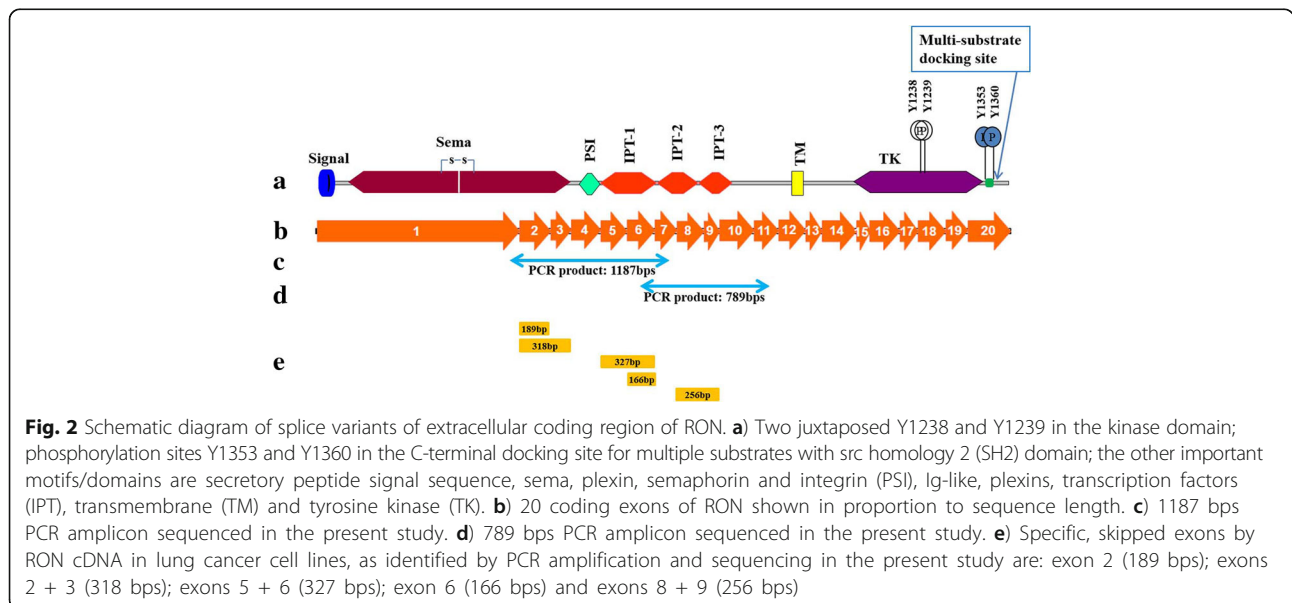 Multi-substrate
docking site
Y1238
Y1239
Y1353
Y1360
Signal
Sema
s-s
PSI
IPT-1
IPT-2
IPT-3
TM
TK
PP
P
a
b
1 2 3 4 5 6 7 8 9 10 11 12 13 14 15 16 17 18 19 20
c
PCR product: 1187bps
d
PCR product: 789bps
189bp
318bp
e
327bp
166bp
256bp
Fig. 2 Schematic diagram of splice variants of extracellular coding region of RON. a) Two juxtaposed Y1238 and Y1239 in the kinase domain;
phosphorylation sites Y1353 and Y1360 in the C-terminal docking site for multiple substrates with src homology 2 (SH2) domain; the other important
motifs/domains are secretory peptide signal sequence, sema, plexin, semaphorin and integrin (PSI), Ig-like, plexins, transcription factors
(IPT), transmembrane (TM) and tyrosine kinase (TK). b) 20 coding exons of RON shown in proportion to sequence length. c) 1187 bps
PCR amplicon sequenced in the present study. d) 789 bps PCR amplicon sequenced in the present study. e) Specific, skipped exons by
RON cDNA in lung cancer cell lines, as identified by PCR amplification and sequencing in the present study are: exon 2 (189 bps); exons
2 + 3 (318 bps); exons 5 + 6 (327 bps); exon 6 (166 bps) and exons 8 + 9 (256 bps)